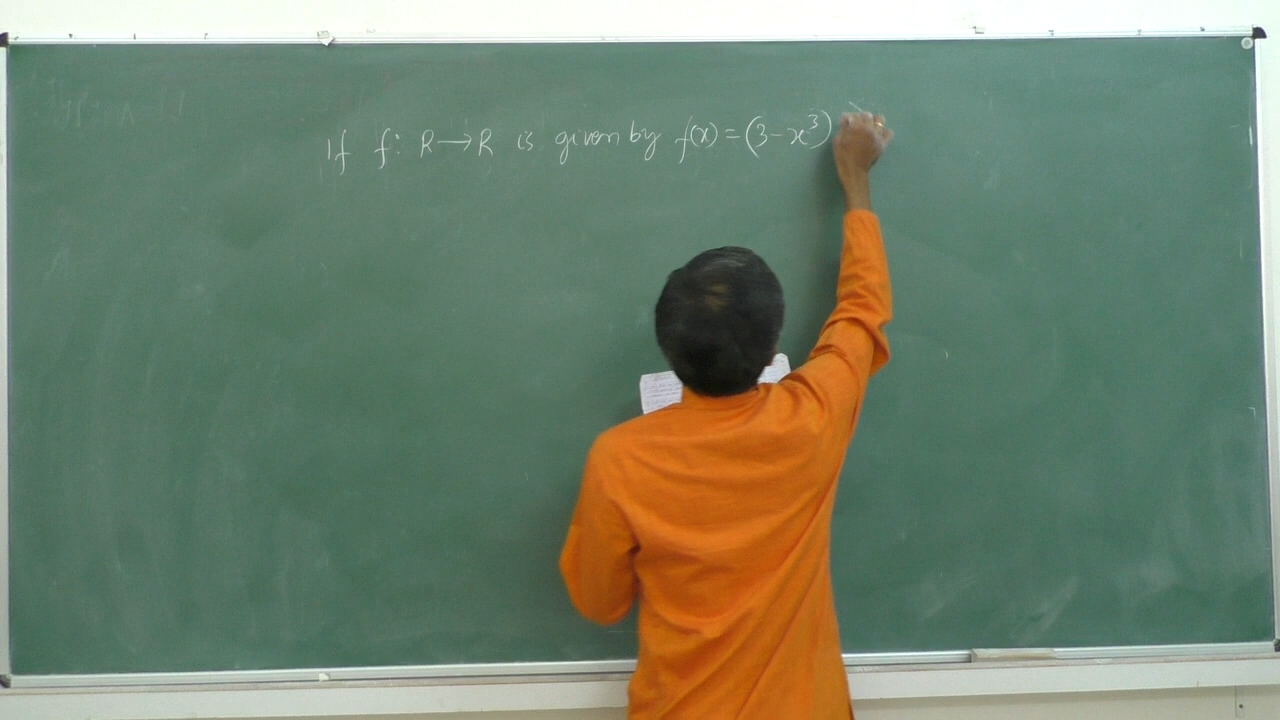 If f: R→R is given by f(x) = (3-x³)